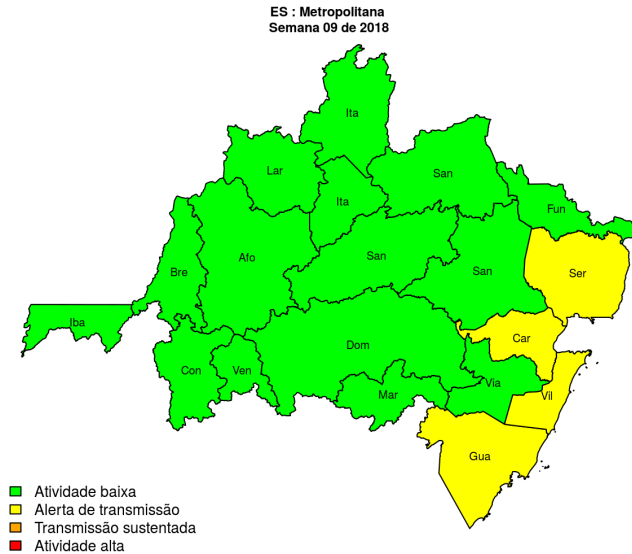 ES : Metropolitana
Semana 09 de 2018
Ita
Lar
San
Ita
Fun
Afo
San
San
Bre
Ser
Iba
Car
Dom
Con
Ven
Via
Mar
Vil
Gua
Atividade baixa
Alerta de transmissão
Transmissão sustentada
Atividade alta